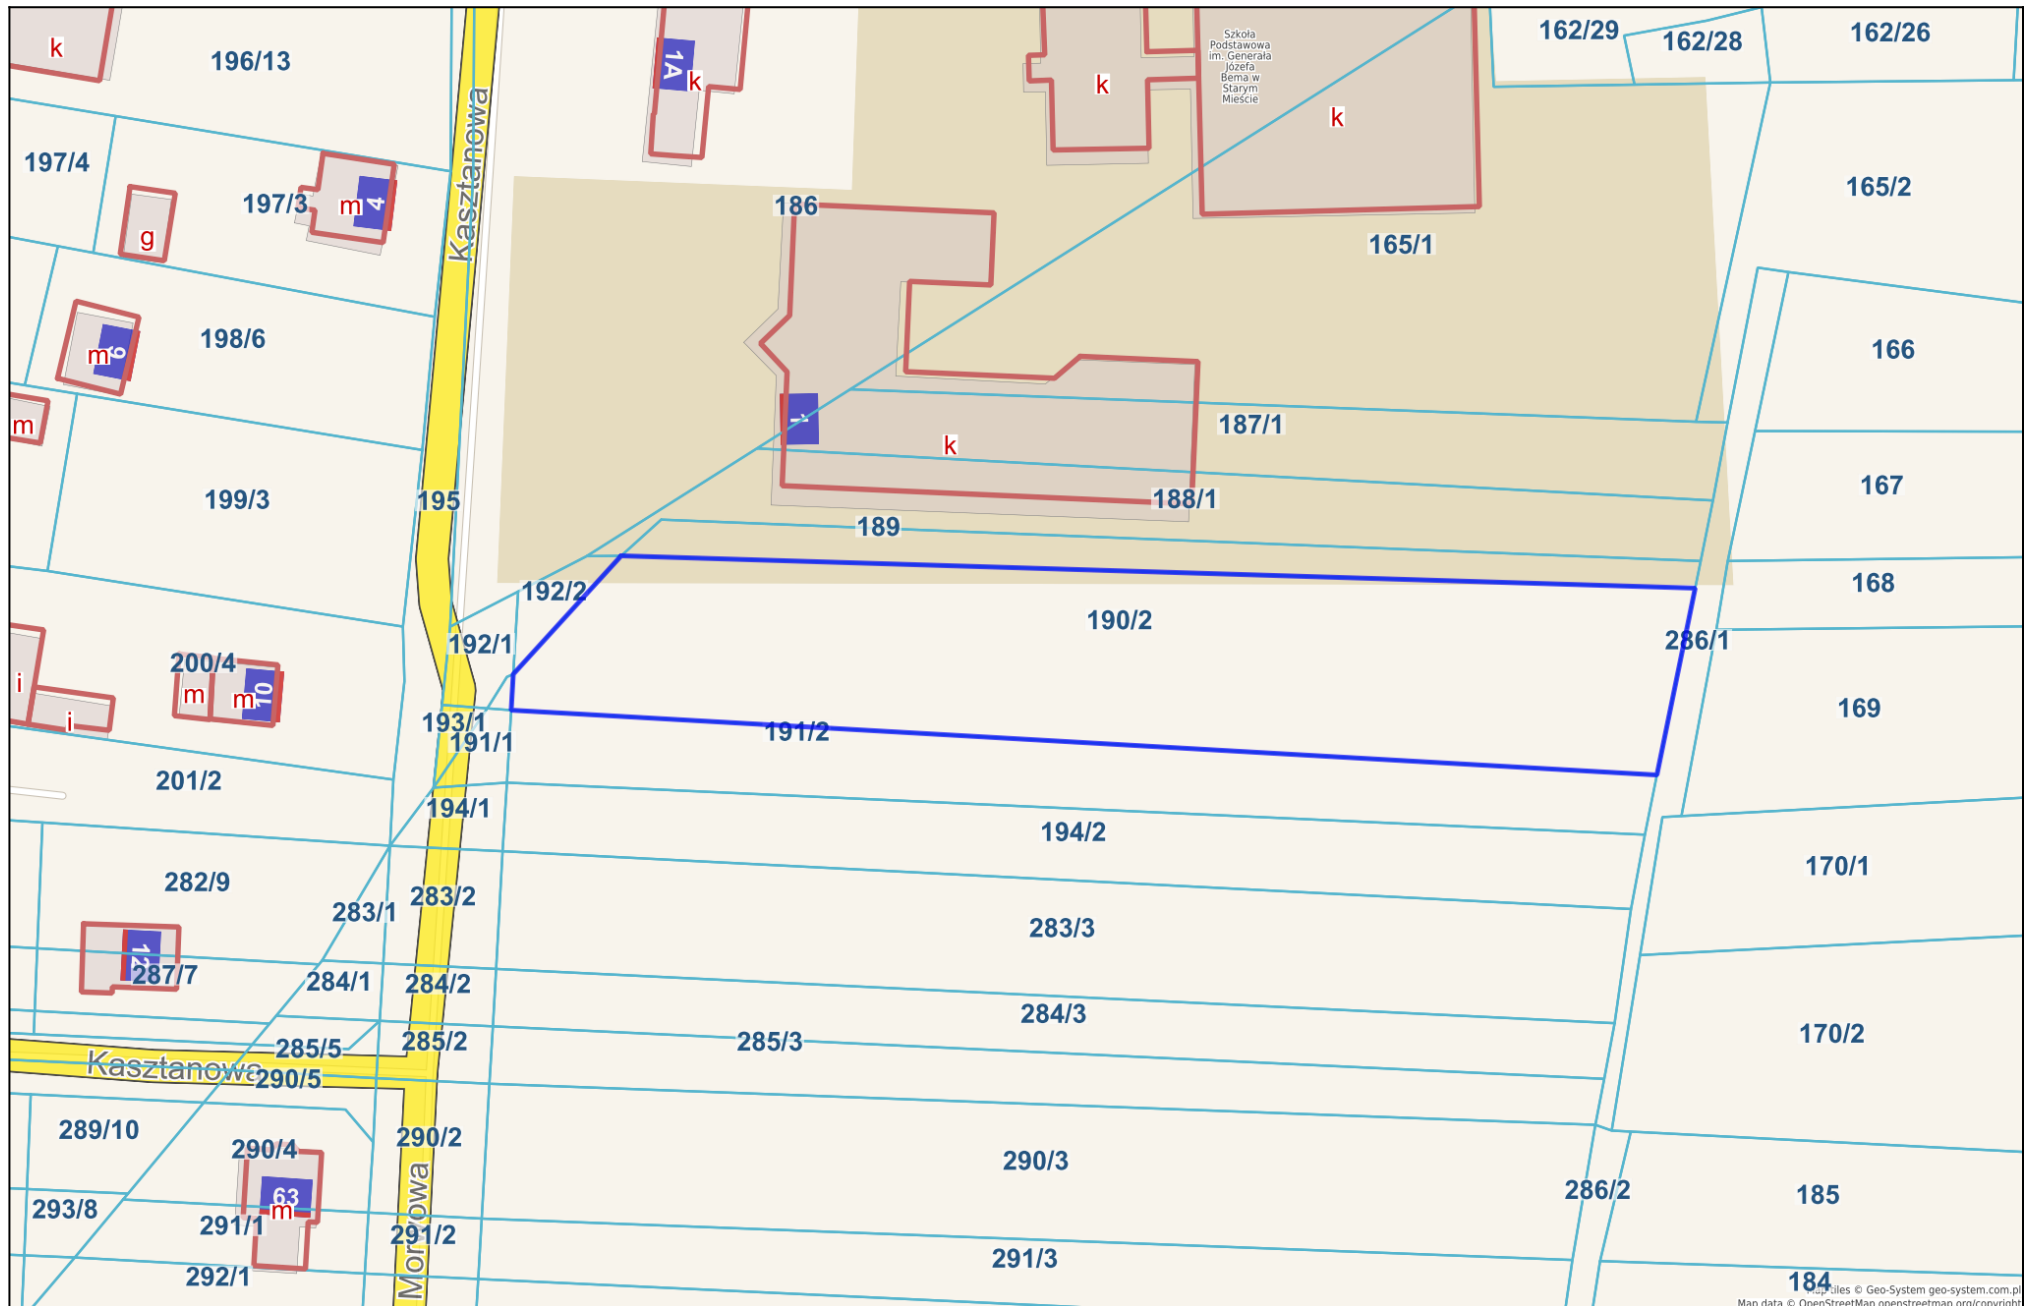 k
196/13
1A
k
Szkoła
Podstawowa
im. Generała
Józefa
Bema w
Starym
Mieście
k
k
162/29
162/28
162/26
197/4
g
197/3
m
4
Kasztanowa
186
165/1
165/2
m
9
198/6
166
m
1
k
187/1
199/3
195
188/1
189
167
192/2
190/2
168
192/1
286/1
i
i
200/4
m
m
10
193/1
191/1
191/2
169
201/2
194/1
194/2
282/9
283/1
283/2
283/3
170/1
12
287/7
284/1
284/2
284/3
285/5
285/2
285/3
170/2
Kasztanowa
290/5
289/10
290/4
290/2
290/3
63
m
293/8
291/1
291/2
291/3
286/2
185
Morwowa
292/1
184
Map tiles © Geo-System geo-system.com.pl
Map data © OpenStreetMap openstreetmap.org/copyright